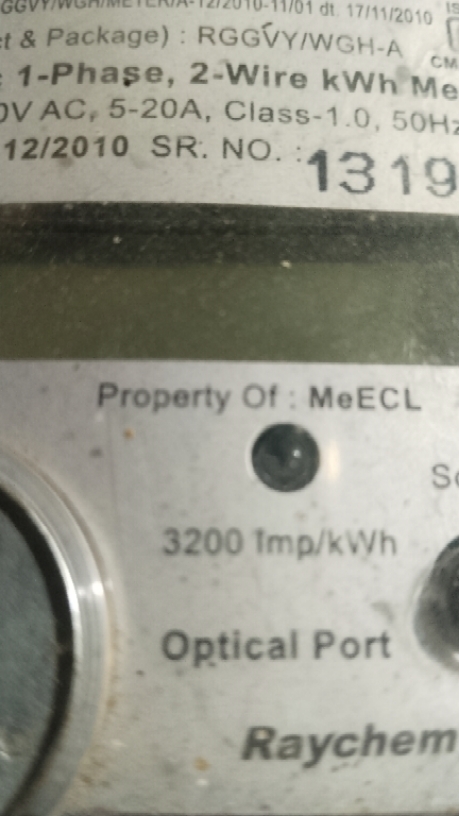 GGVY/WGH/METER/A-12/2010-11/01 dt. 17/11/2010
t & Package) : RGGVY/WGH-A
: 1-Phase, 2-Wire kWh Me
0V AC, 5-20A, Class-1.0, 50Hz
12/2010 SR. NO. : 1319
Property Of : MeECL
3200 Imp/kWh
Optical Port
Raychem